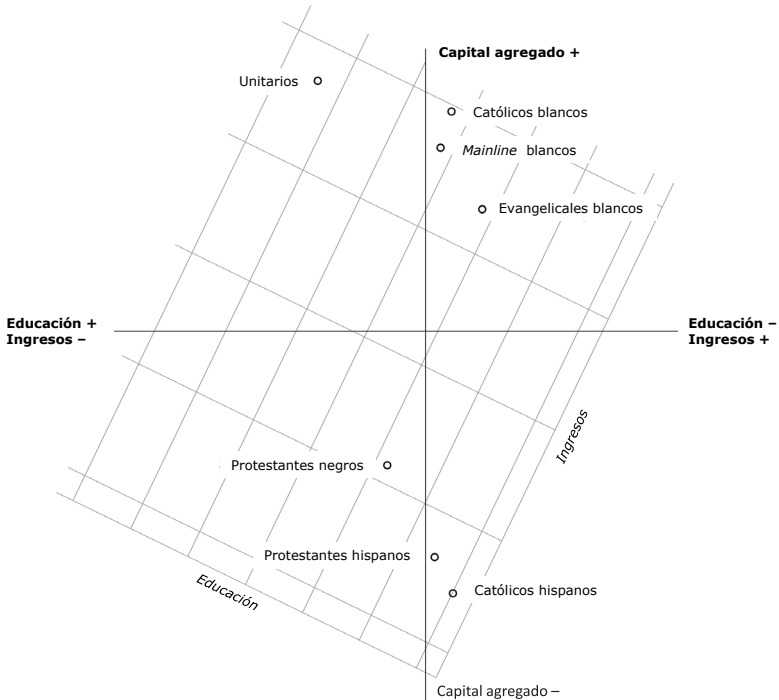 Capital agregado +
Unitarios
Católicos blancos
Mainline blancos
Evangelicales blancos
Educación +
Ingresos –
Educación –
Ingresos +
Ingresos
Protestantes negros
Protestantes hispanos
Educación
Católicos hispanos
Capital agregado –